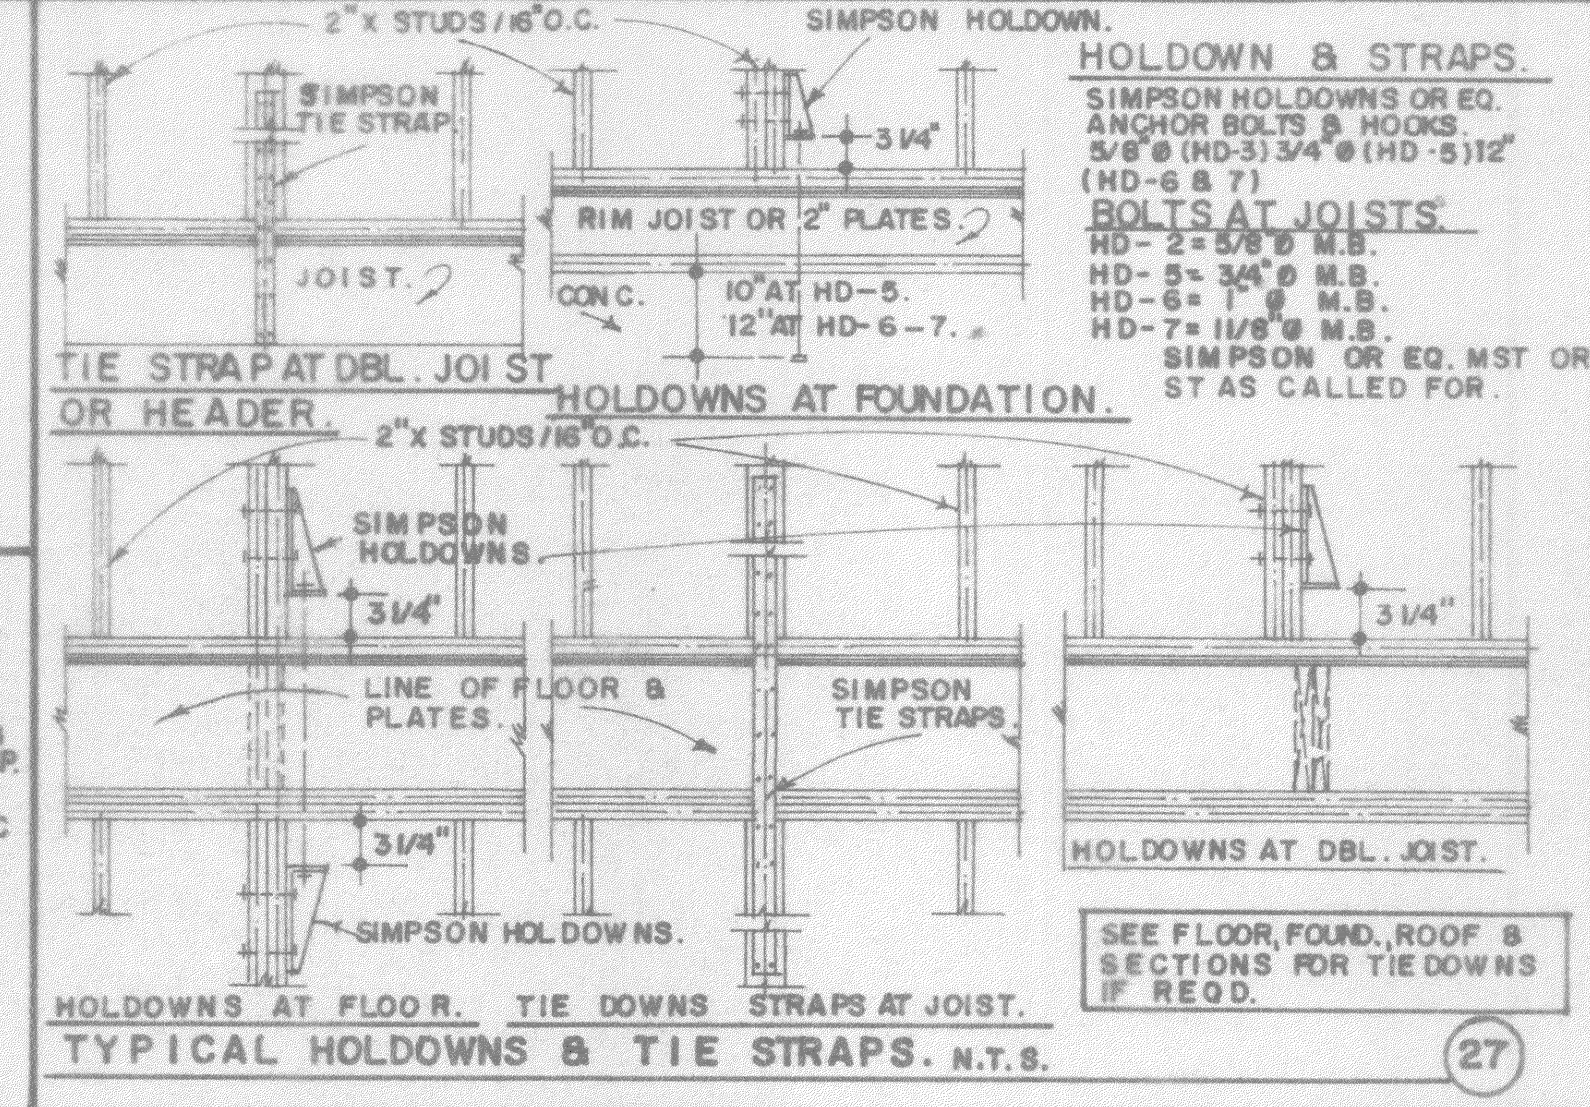 2" X STUDS / 16" O.C.
SIMPSON HOLDOWN.
SIMPSON
TIE STRAP.
3 1/4"
RIM JOIST OR 2" PLATES.
JOIST.
CONC.
10" AT HD-5.
12" AT HD-6-7.
TIE STRAP AT DBL. JOIST
OR HEADER.
HOLDOWNS AT FOUNDATION.
HOLDOWN & STRAPS.
SIMPSON HOLDOWNS OR EQ.
ANCHOR BOLTS & HOOKS.
5/8"Ø (HD-3) 3/4"Ø (HD-5) 12"
(HD-6 & 7)
BOLTS AT JOISTS.
HD-2= 5/8"Ø M.B.
HD-5= 3/4"Ø M.B.
HD-6= 1" Ø M.B.
HD-7= 11/8"Ø M.B.
SIMPSON OR EQ. MST OR
ST AS CALLED FOR.
2" X STUDS / 16" O.C.
SIMPSON
HOLDOWNS.
3 1/4"
3 1/4"
LINE OF FLOOR &
PLATES.
SIMPSON
TIE STRAPS.
3 1/4"
SIMPSON HOLDOWNS.
HOLDOWNS AT DBL. JOIST.
HOLDOWNS AT FLOOR.
TIE DOWNS STRAPS AT JOIST.
SEE FLOOR, FOUND., ROOF &
SECTIONS FOR TIEDOWNS
IF REQD.
TYPICAL HOLDOWNS & TIE STRAPS. N.T.S.
27